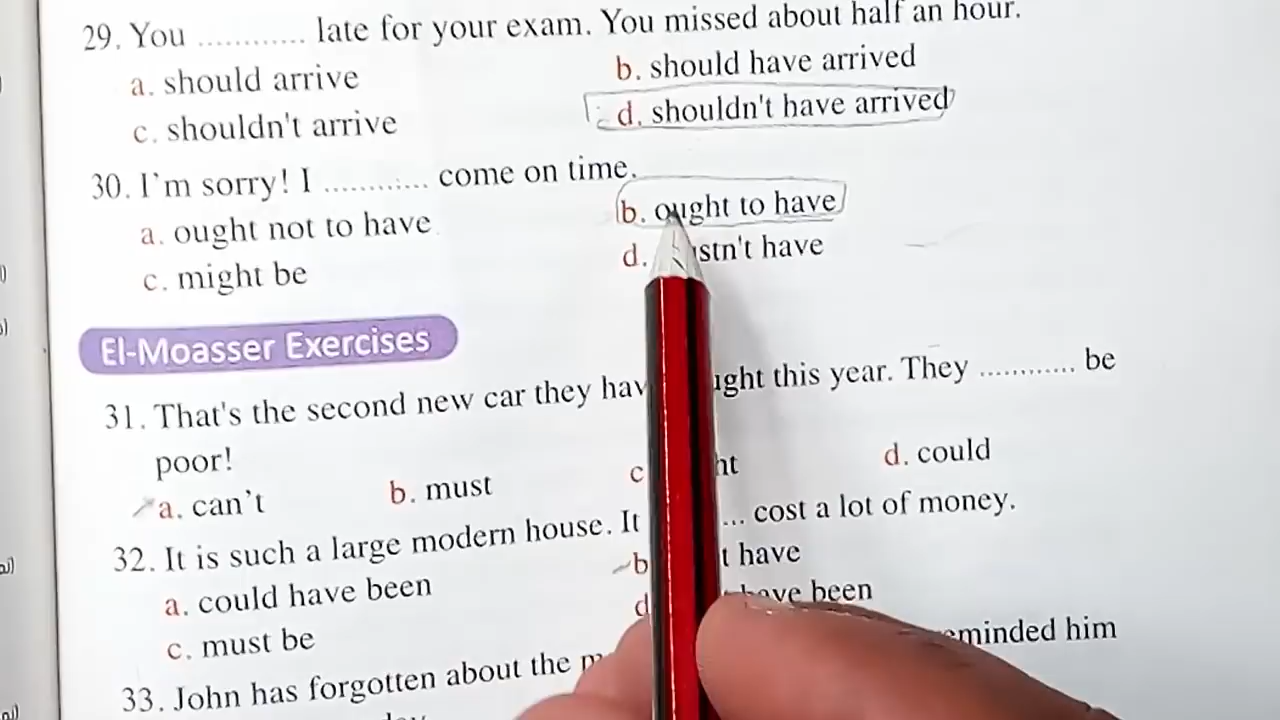 29. You ............ late for your exam. You missed about half an hour.
a. should arrive
b. should have arrived
c. shouldn't arrive
d. shouldn't have arrived
30. I'm sorry! I ............ come on time.
a. ought not to have
b. ought to have
c. might be
d. have
El-Moasser Exercises
31. That's the second new car they this year. They ............ be
poor!
a. can't
b. must
c
d. could
32. It is such a large modern house. It ... cost a lot of money.
a. could have been
b have
c. must be
d have been
33. John has forgotten about the him